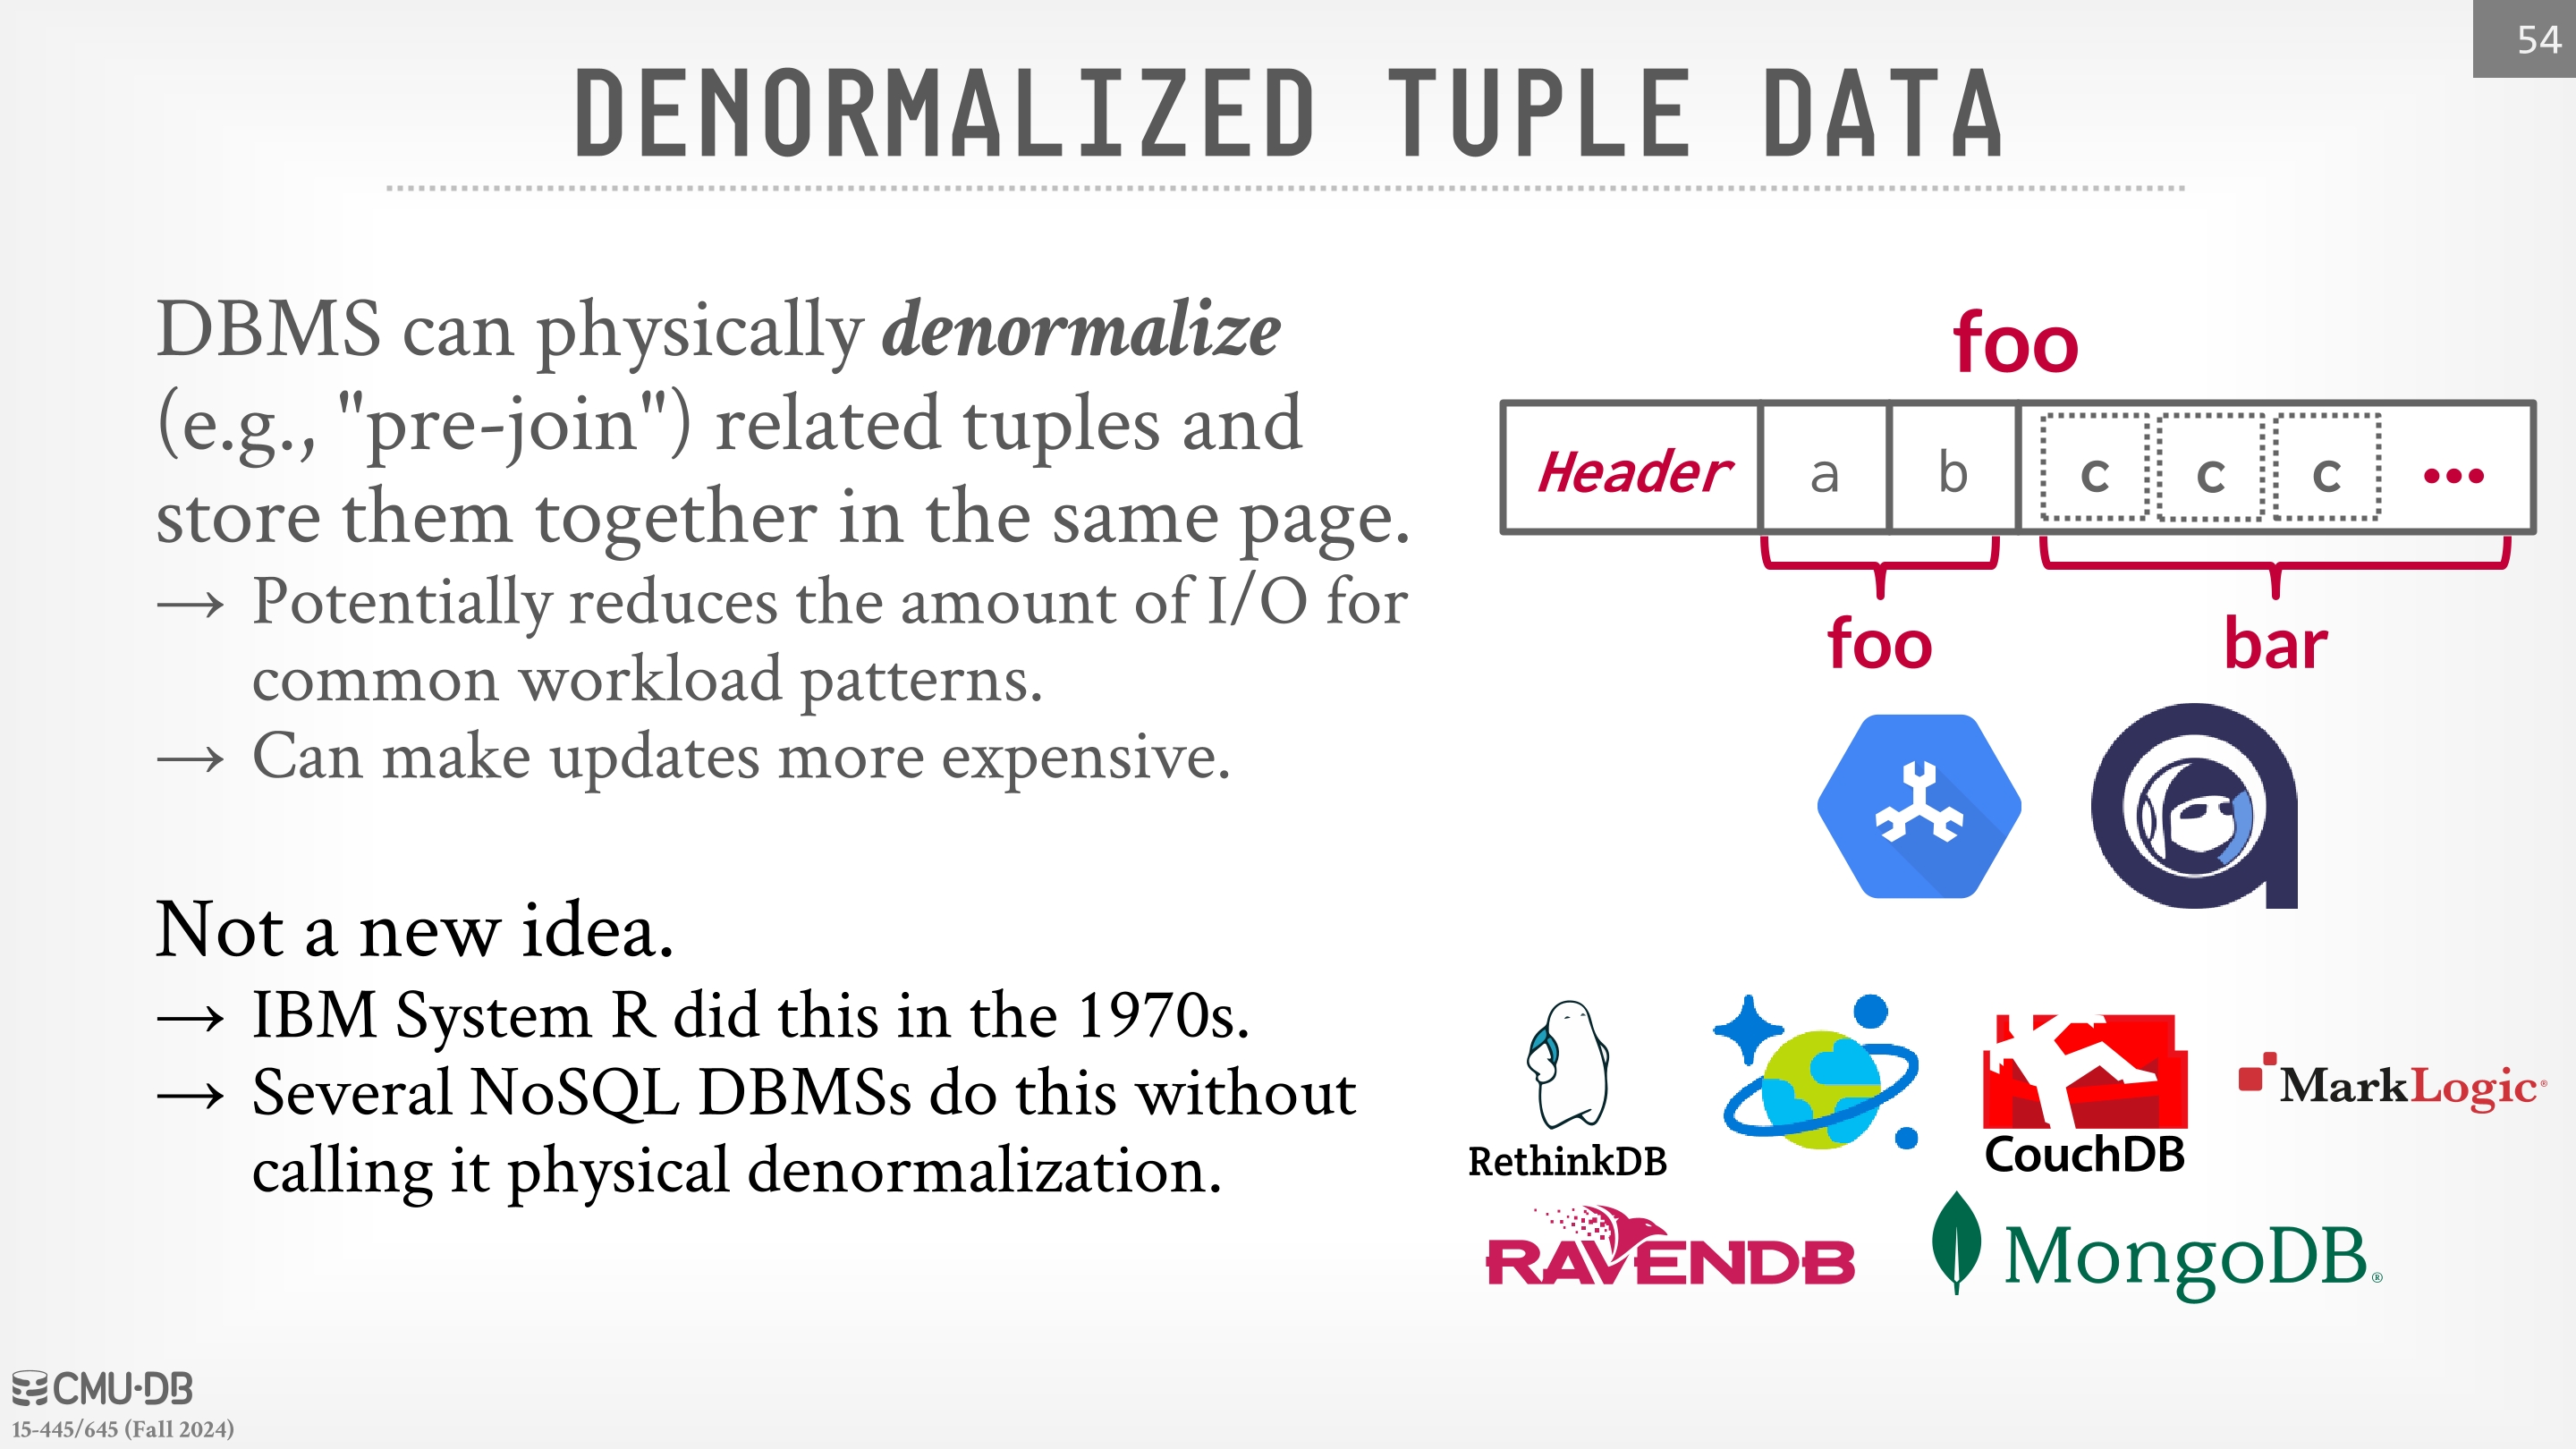 54
DENORMALIZED TUPLE DATA
DBMS can physically denormalize
(e.g., "pre-join") related tuples and
store them together in the same page.
→ Potentially reduces the amount of I/O for
common workload patterns.
→ Can make updates more expensive.
Not a new idea.
→ IBM System R did this in the 1970s.
→ Several NoSQL DBMSs do this without
calling it physical denormalization.
foo
Header a b c c c •••
foo bar
RethinkDB
CouchDB
MarkLogic®
RAVENDB
MongoDB®
CMU·DB
15-445/645 (Fall 2024)